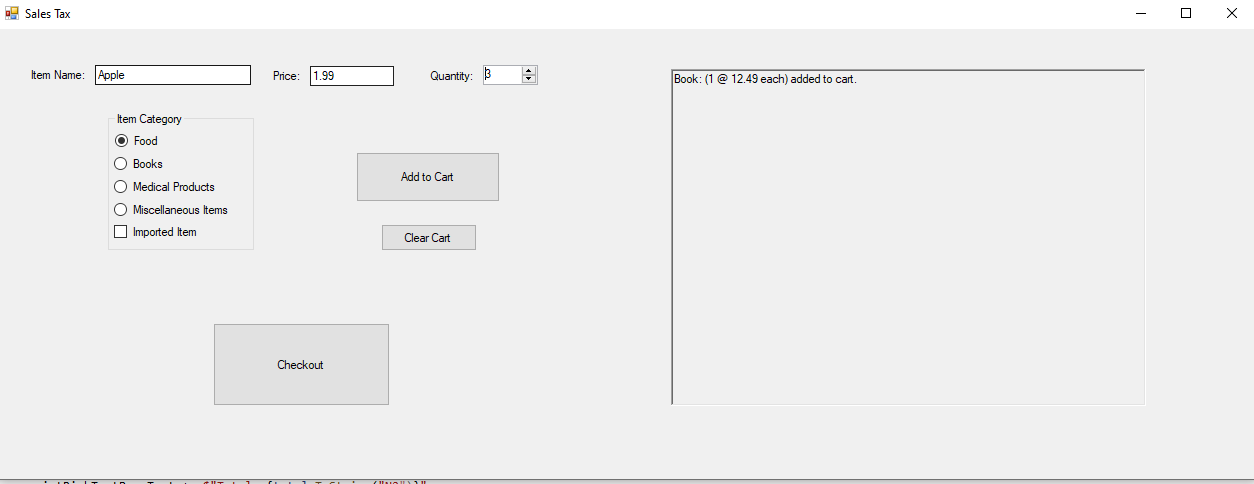 Sales Tax
Item Name: Apple Price: 1.99 Quantity: 3
Book: (1 @ 12.49 each) added to cart.
Item Category
Food
Books
Medical Products
Miscellaneous Items
Imported Item
Add to Cart
Clear Cart
Checkout